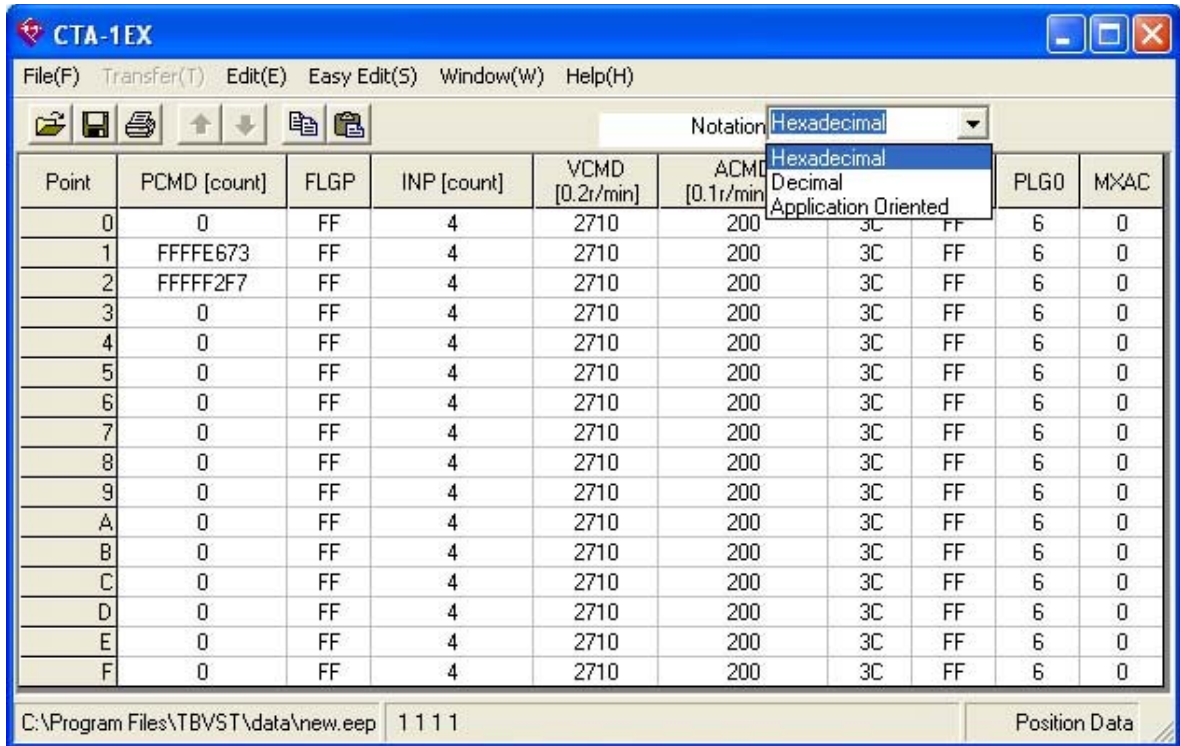 CTA-1EX
File(F) Transfer(T) Edit(E) Easy Edit(S) Window(W) Help(H)
Notation Hexadecimal
Hexadecimal
Decimal
Application Oriented
Point PCMD [count] FLGP INP [count] VCMD [0.2r/min] ACMD [0.1r/min PLG0 MXAC
0 0 FF 4 2710 200 3C FF 6 0
1 FFFFE673 FF 4 2710 200 3C FF 6 0
2 FFFFF2F7 FF 4 2710 200 3C FF 6 0
3 0 FF 4 2710 200 3C FF 6 0
4 0 FF 4 2710 200 3C FF 6 0
5 0 FF 4 2710 200 3C FF 6 0
6 0 FF 4 2710 200 3C FF 6 0
7 0 FF 4 2710 200 3C FF 6 0
8 0 FF 4 2710 200 3C FF 6 0
9 0 FF 4 2710 200 3C FF 6 0
A 0 FF 4 2710 200 3C FF 6 0
B 0 FF 4 2710 200 3C FF 6 0
C 0 FF 4 2710 200 3C FF 6 0
D 0 FF 4 2710 200 3C FF 6 0
E 0 FF 4 2710 200 3C FF 6 0
F 0 FF 4 2710 200 3C FF 6 0
C:\Program Files\TBVST\data\new.eep 1 1 1 1 Position Data